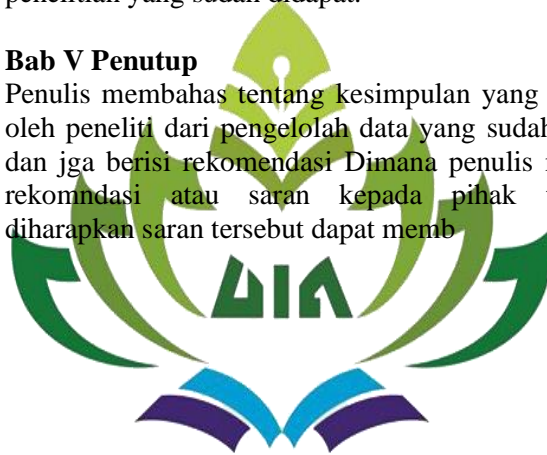 penelitian yang sudah didapat.
Bab V Penutup
Penulis membahas tentang kesimpulan yang
oleh peneliti dari pengelolah data yang sudah
dan jga berisi rekomendasi Dimana penulis
rekomndasi atau saran kepada pihak
diharapkan saran tersebut dapat memb
UIN